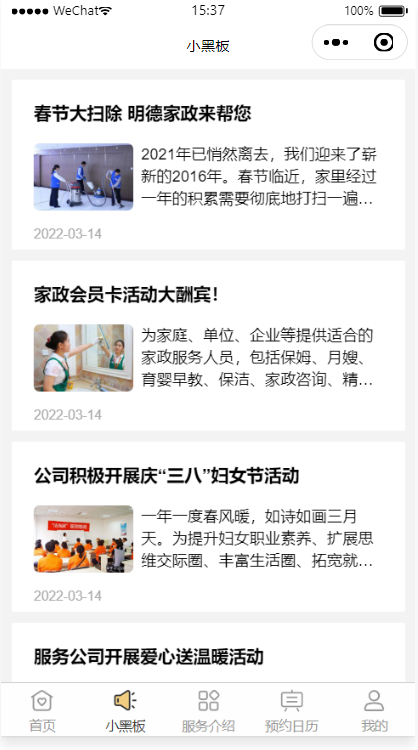 WeChat 15:37 100%
小黑板
春节大扫除 明德家政来帮您
2021年已悄然离去，我们迎来了崭
新的2016年。春节临近，家里经过
一年的积累需要彻底地打扫一遍...
2022-03-14
家政会员卡活动大酬宾！
为家庭、单位、企业等提供适合的
家政服务人员，包括保姆、月嫂、
育婴早教、保洁、家政咨询、精...
2022-03-14
公司积极开展庆“三八”妇女节活动
一年一度春风暖，如诗如画三月
天。为提升妇女职业素养、扩展思
维交际圈、丰富生活圈、拓宽就...
2022-03-14
服务公司开展爱心送温暖活动
首页 小黑板 服务介绍 预约日历 我的